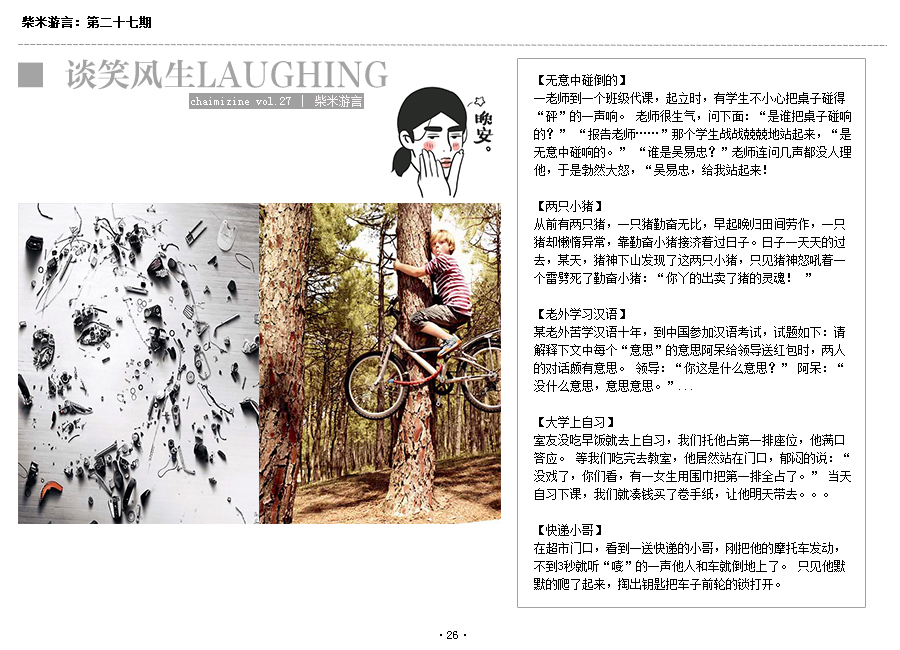 柴米游言：第二十七期
谈笑风生LAUGHING
chaimizine vol.27 | 柴米游言
晚安。
【无意中碰倒的】
一老师到一个班级代课，起立时，有学生不小心把桌子碰得
“砰”的一声响。 老师很生气，问下面：“是谁把桌子碰响
的？” “报告老师……”那个学生战战兢兢地站起来，“是
无意中碰响的。” “谁是吴易忠？”老师连问几声都没人理
他，于是勃然大怒，“吴易忠，给我站起来！
【两只小猪】
从前有两只猪，一只猪勤奋无比，早起晚归田间劳作，一只
猪却懒惰异常，靠勤奋小猪接济着过日子。日子一天天的过
去，某天，猪神下山发现了这两只小猪，只见猪神怒吼着一
个雷劈死了勤奋小猪：“你丫的出卖了猪的灵魂！ ”
【老外学习汉语】
某老外苦学汉语十年，到中国参加汉语考试，试题如下：请
解释下文中每个“意思”的意思阿呆给领导送红包时，两人
的对话颇有意思。 领导：“你这是什么意思？” 阿呆：“
没什么意思，意思意思。”...
【大学上自习】
室友没吃早饭就去上自习，我们托他占第一排座位，他满口
答应。 等我们吃完去教室，他居然站在门口，郁闷的说：“
没戏了，你们看，有一女生用围巾把第一排全占了。” 当天
自习下课，我们就凑钱买了卷手纸，让他明天带去。。。
【快递小哥】
在超市门口，看到一送快递的小哥，刚把他的摩托车发动，
不到3秒就听“嘎”的一声他人和车就倒地上了。 只见他默
默的爬了起来，掏出钥匙把车子前轮的锁打开。
·26·